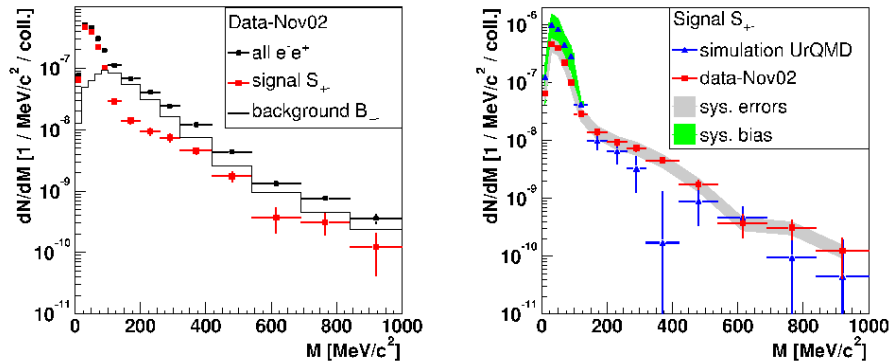 Data-Nov02
all e⁻e⁺
signal S₊₋
background B₋₋
dN/dM [1 / MeV/c² / coll.]
10⁻⁷
10⁻⁸
10⁻⁹
10⁻¹⁰
10⁻¹¹
0 200 400 600 800 1000
M [MeV/c²]
Signal S₊₋
simulation UrQMD
data-Nov02
sys. errors
sys. bias
dN/dM [1 / MeV/c² / coll.]
10⁻⁶
10⁻⁷
10⁻⁸
10⁻⁹
10⁻¹⁰
10⁻¹¹
0 200 400 600 800 1000
M [MeV/c²]